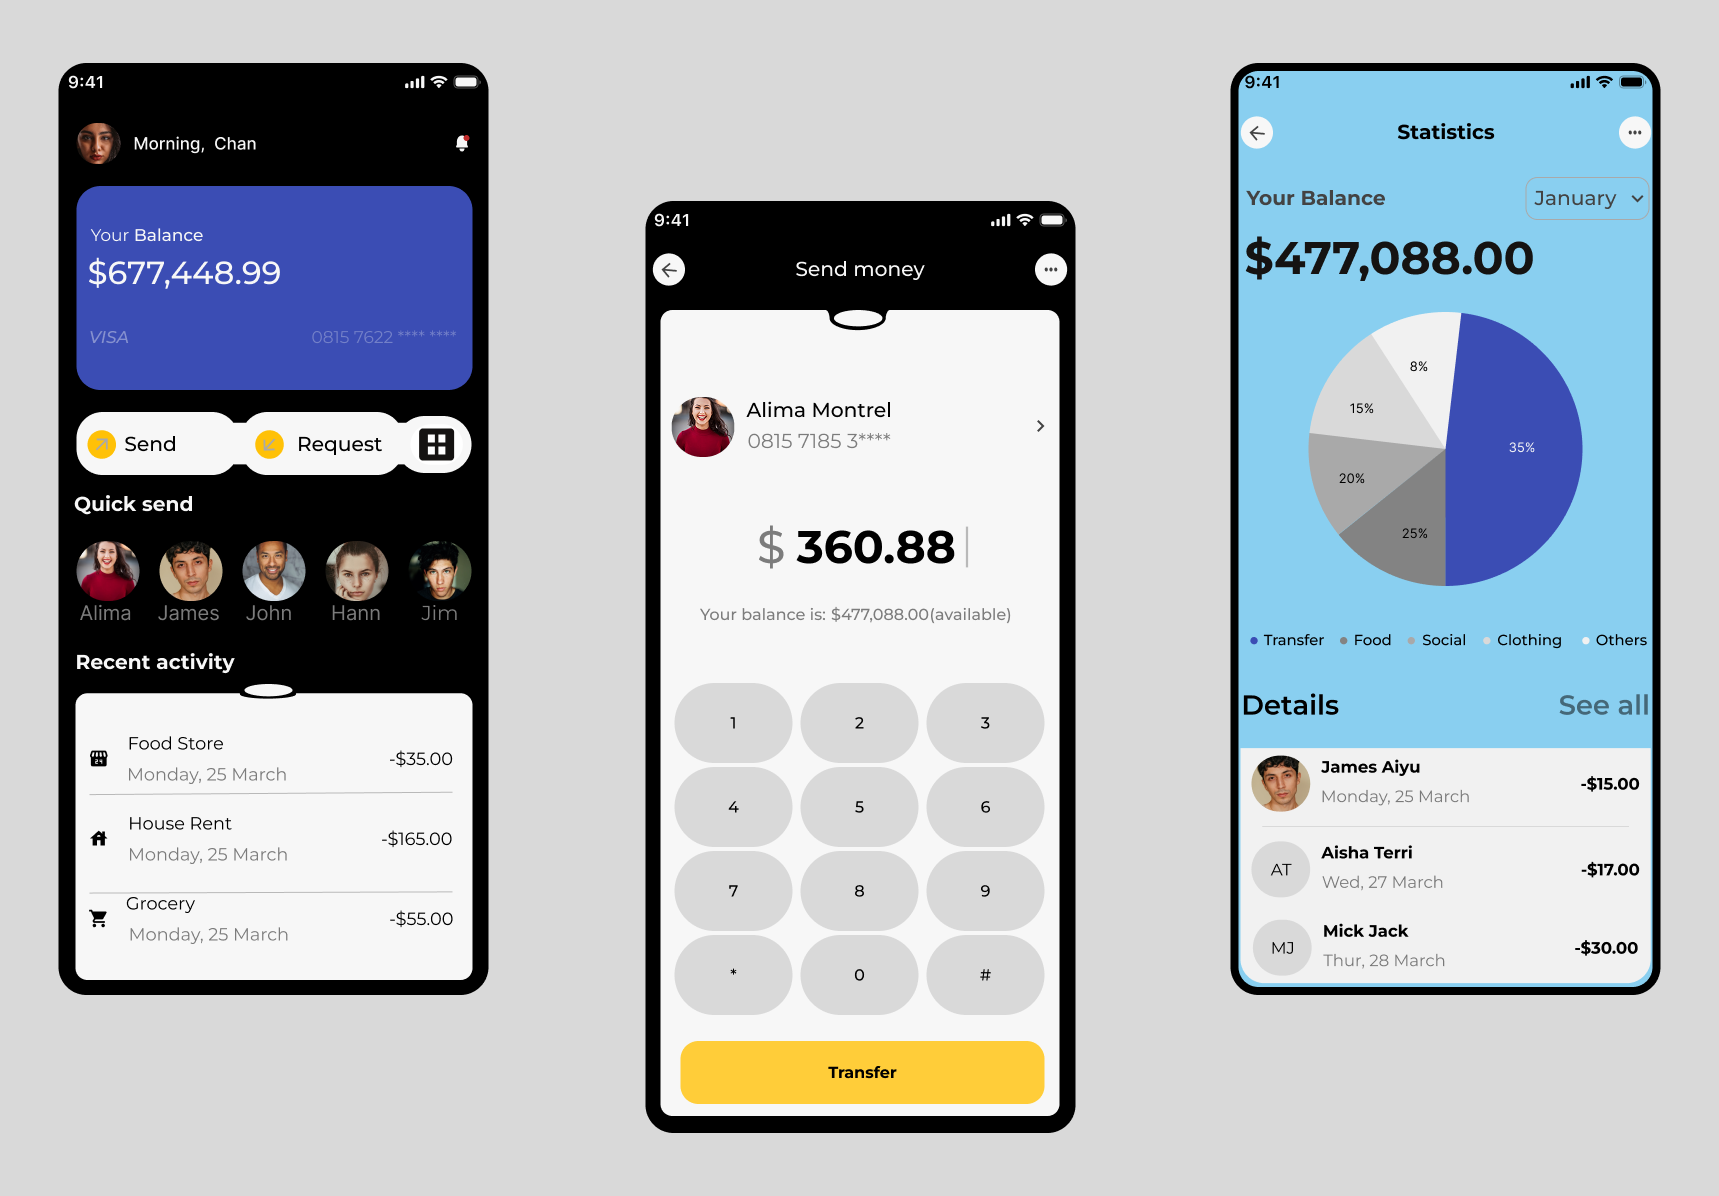 9:41
Morning, Chan
Your Balance
$677,448.99
VISA
0815 7622 **** ****
Send
Request
Quick send
Alima
James
John
Hann
Jim
Recent activity
Food Store
Monday, 25 March
-$35.00
House Rent
Monday, 25 March
-$165.00
Grocery
Monday, 25 March
-$55.00
9:41
Send money
Alima Montrel
0815 7185 3****
$ 360.88
Your balance is: $477,088.00(available)
1
2
3
4
5
6
7
8
9
*
0
#
Transfer
9:41
Statistics
Your Balance
January
$477,088.00
8%
15%
35%
20%
25%
Transfer
Food
Social
Clothing
Others
Details
See all
James Aiyu
Monday, 25 March
-$15.00
AT
Aisha Terri
Wed, 27 March
-$17.00
MJ
Mick Jack
Thur, 28 March
-$30.00